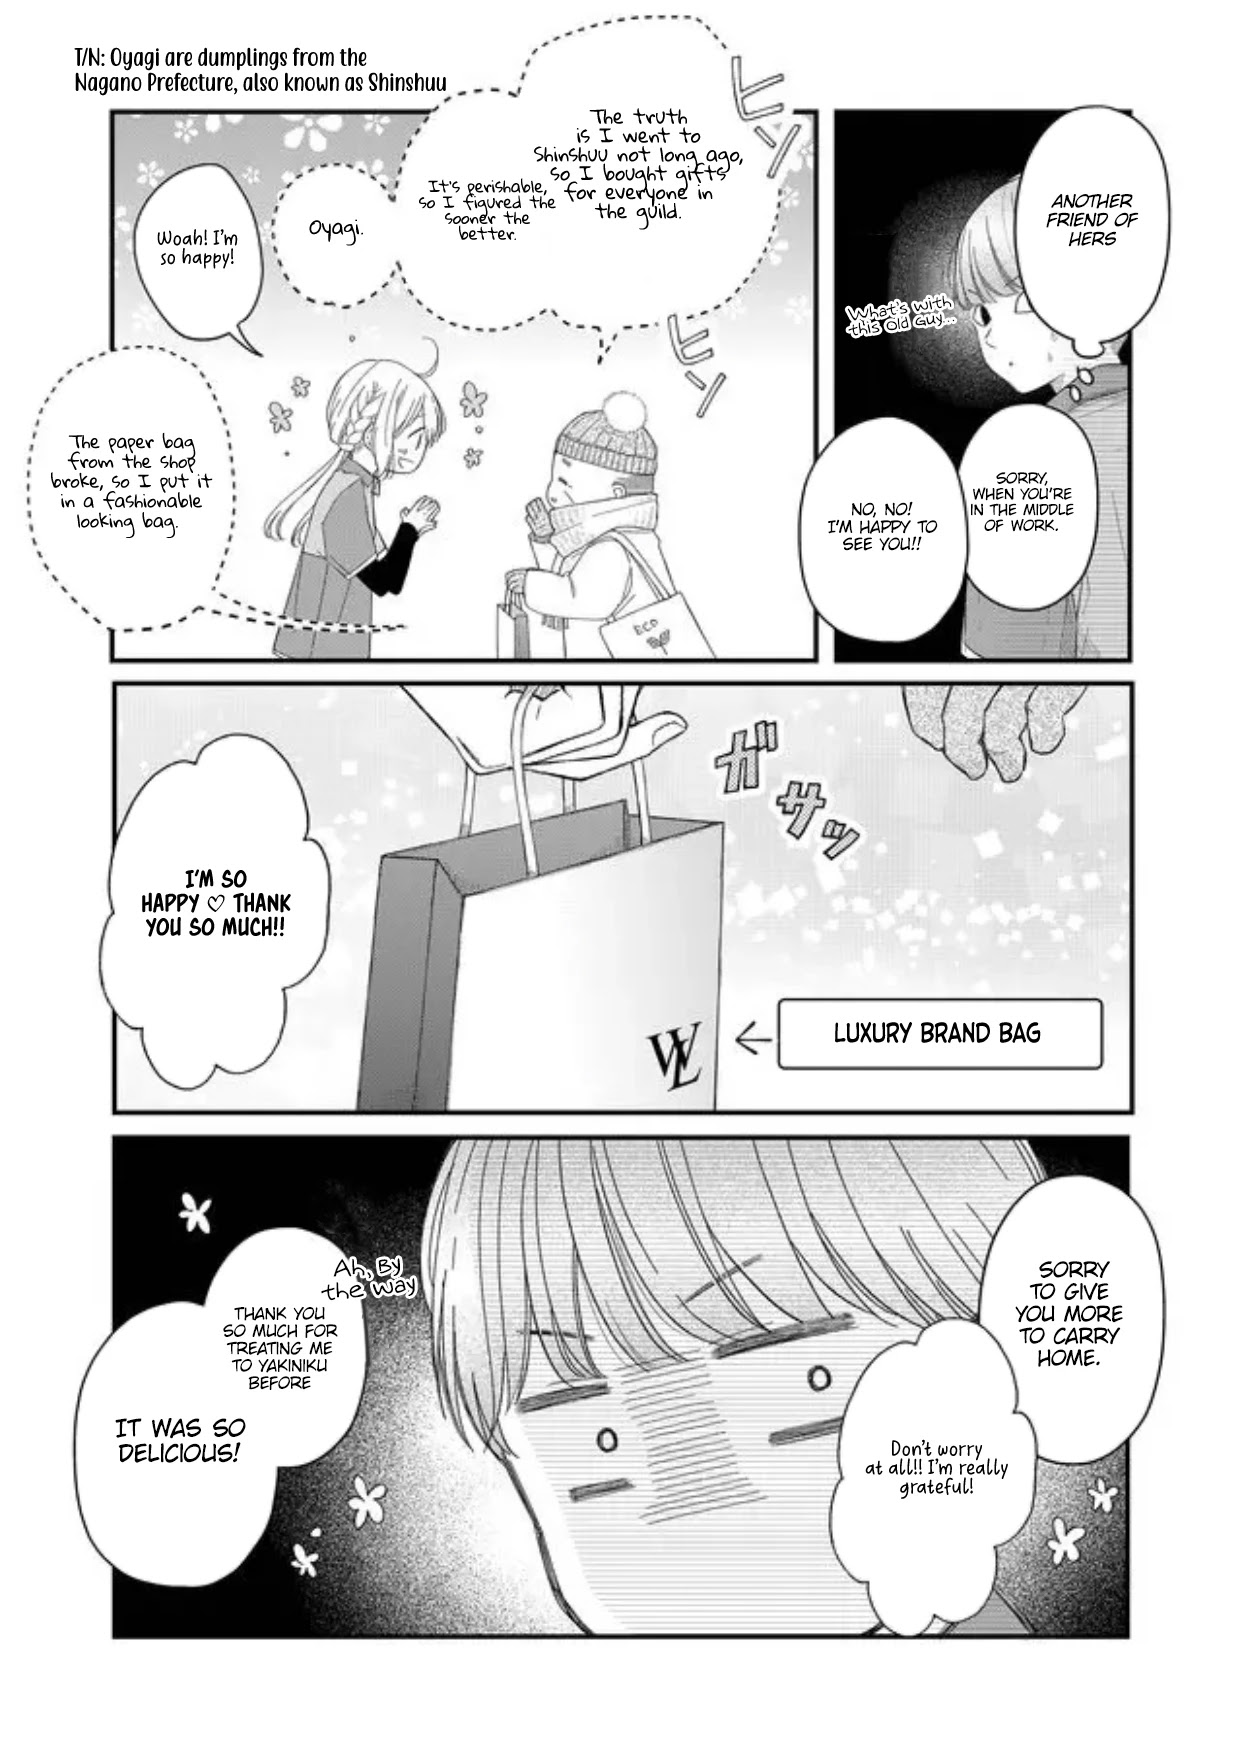 T/N: Oyagi are dumplings from the
Nagano Prefecture, also known as Shinshuu
ANOTHER
FRIEND OF
HERS
What's with
this Old Guy...
SORRY,
WHEN YOU'RE
IN THE MIDDLE
OF WORK.
NO, NO!
I'M HAPPY TO
SEE YOU!!
ヒソ
The truth
is I went to
Shinshuu not long ago,
so I bought gifts
for everyone in
the guild.
It's perishable,
so I figured the
sooner the
better.
Oyagi.
Woah! I'm
so happy!
ヒソ
The paper bag
from the shop
broke, so I put it
in a fashionable
looking bag.
ECO
ガサッ
I'M SO
HAPPY ♡ THANK
YOU SO MUCH!!
WL
← LUXURY BRAND BAG
SORRY
TO GIVE
YOU MORE
TO CARRY
HOME.
Don't worry
at all!! I'm really
grateful!
Ah, By
the Way
THANK YOU
SO MUCH FOR
TREATING ME
TO YAKINIKU
BEFORE
IT WAS SO
DELICIOUS!